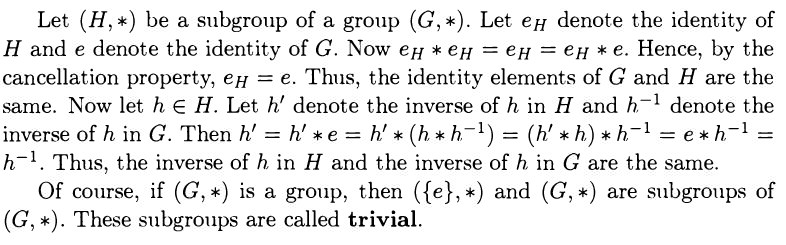 Let (H, ∗) be a subgroup of a group (G, ∗). Let e_H denote the identity of
H and e denote the identity of G. Now e_H ∗ e_H = e_H = e_H ∗ e. Hence, by the
cancellation property, e_H = e. Thus, the identity elements of G and H are the
same. Now let h ∈ H. Let h′ denote the inverse of h in H and h⁻¹ denote the
inverse of h in G. Then h′ = h′ ∗ e = h′ ∗ (h ∗ h⁻¹) = (h′ ∗ h) ∗ h⁻¹ = e ∗ h⁻¹ =
h⁻¹. Thus, the inverse of h in H and the inverse of h in G are the same.
Of course, if (G, ∗) is a group, then ({e}, ∗) and (G, ∗) are subgroups of
(G, ∗). These subgroups are called trivial.